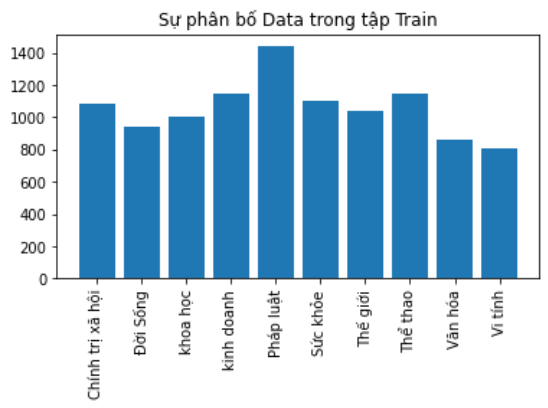 Sự phân bố Data trong tập Train
1400
1200
1000
800
600
400
200
0
Chính trị xã hội
Đời Sống
khoa học
kinh doanh
Pháp luật
Sức khỏe
Thế giới
Thể thao
Văn hóa
Vi tính